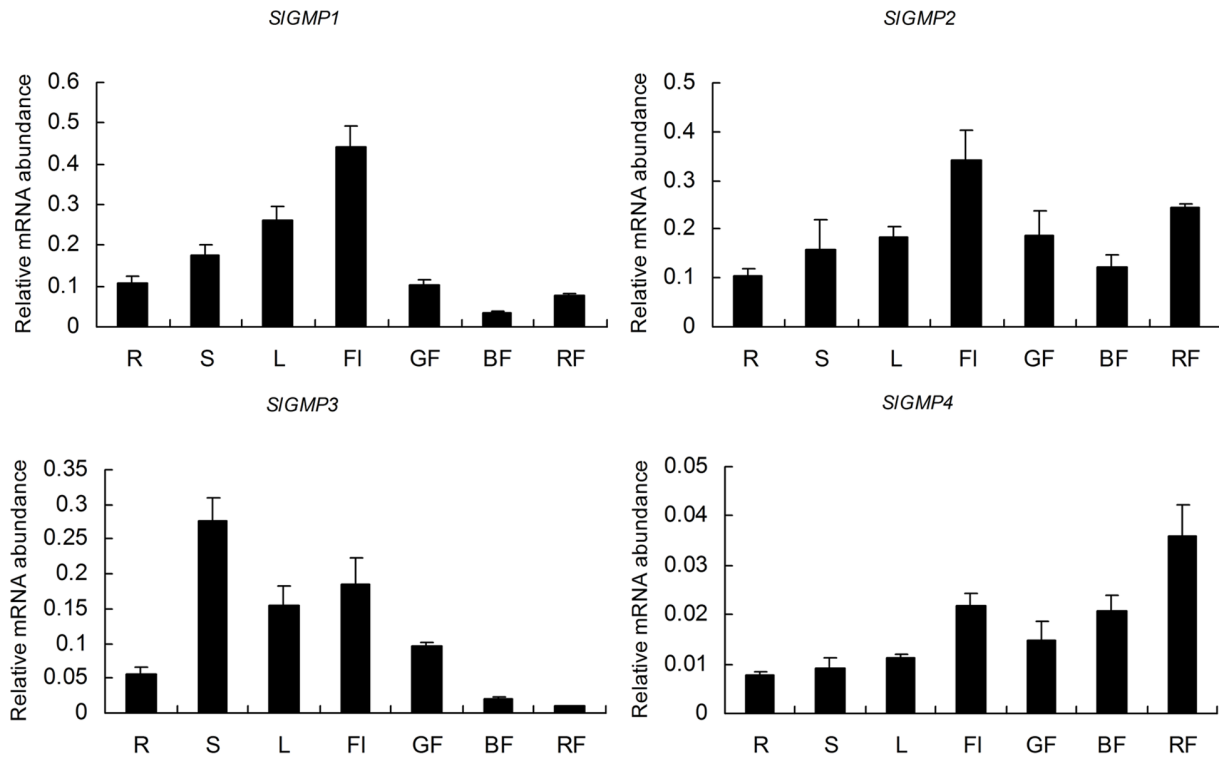 SlGMP1
Relative mRNA abundance
0.6
0.5
0.4
0.3
0.2
0.1
0
R S L Fl GF BF RF
SlGMP2
Relative mRNA abundance
0.5
0.4
0.3
0.2
0.1
0
R S L Fl GF BF RF
SlGMP3
Relative mRNA abundance
0.35
0.3
0.25
0.2
0.15
0.1
0.05
0
R S L Fl GF BF RF
SlGMP4
Relative mRNA abundance
0.05
0.04
0.03
0.02
0.01
0
R S L Fl GF BF RF